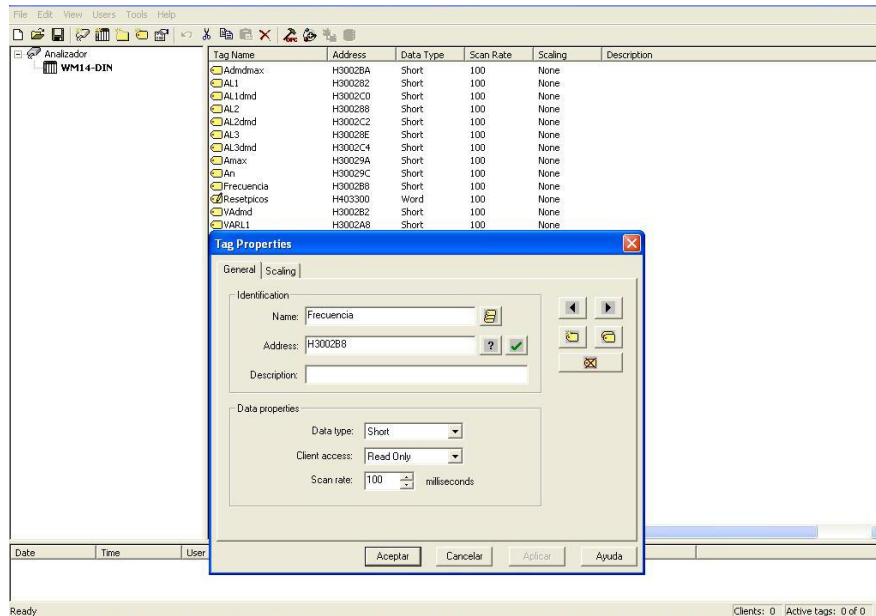 File Edit View Users Tools Help
Analizador
WM14-DIN
Tag Name Address Data Type Scan Rate Scaling Description
Admdmax H3002BA Short 100 None
AL1 H300282 Short 100 None
AL1dmd H3002C0 Short 100 None
AL2 H300288 Short 100 None
AL2dmd H3002C2 Short 100 None
AL3 H30028E Short 100 None
AL3dmd H3002C4 Short 100 None
Amax H30029A Short 100 None
An H30029C Short 100 None
Frecuencia H3002B8 Short 100 None
Resetpicos H403300 Word 100 None
VAdmd H3002B2 Short 100 None
VARL1 H3002A8 Short 100 None
Tag Properties
General Scaling
Identification
Name: Frecuencia
Address: H3002B8 ?
Description:
Data properties
Data type: Short
Client access: Read Only
Scan rate: 100 milliseconds
Aceptar Cancelar Aplicar Ayuda
Date Time User
Ready Clients: 0 Active tags: 0 of 0